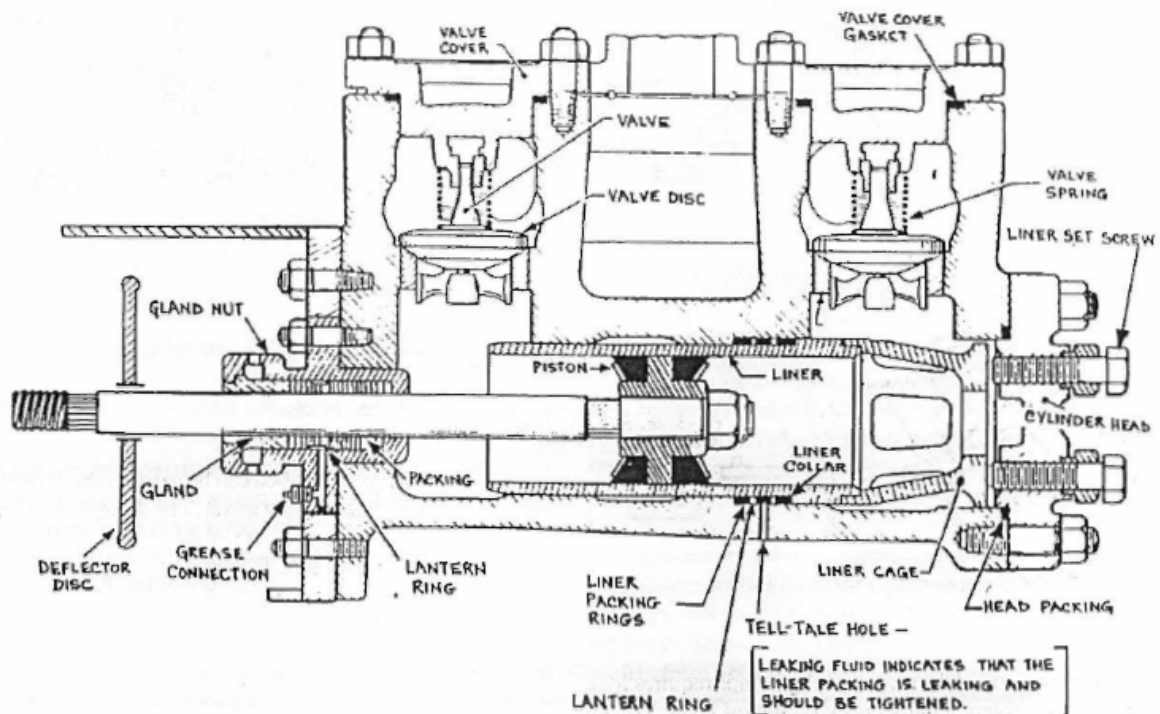 VALVE
COVER
VALVE COVER
GASKET
VALVE
VALVE DISC
VALVE
SPRING
LINER SET SCREW
GLAND NUT
PISTON
LINER
CYLINDER HEAD
LINER
COLLAR
GLAND
PACKING
DEFLECTOR
DISC
GREASE
CONNECTION
LANTERN
RING
LINER
PACKING
RINGS
LINER CAGE
HEAD PACKING
TELL-TALE HOLE —
LEAKING FLUID INDICATES THAT THE
LINER PACKING IS LEAKING AND
SHOULD BE TIGHTENED.
LANTERN RING